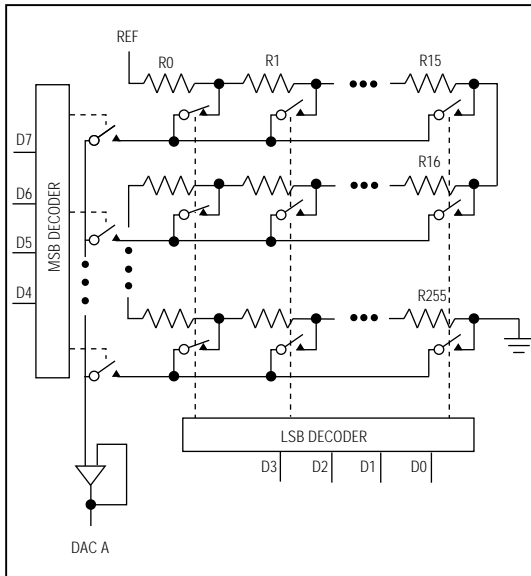 REF
R0
R1
R15
D7
D6
D5
D4
MSB DECODER
R16
R255
LSB DECODER
D3
D2
D1
D0
DAC A